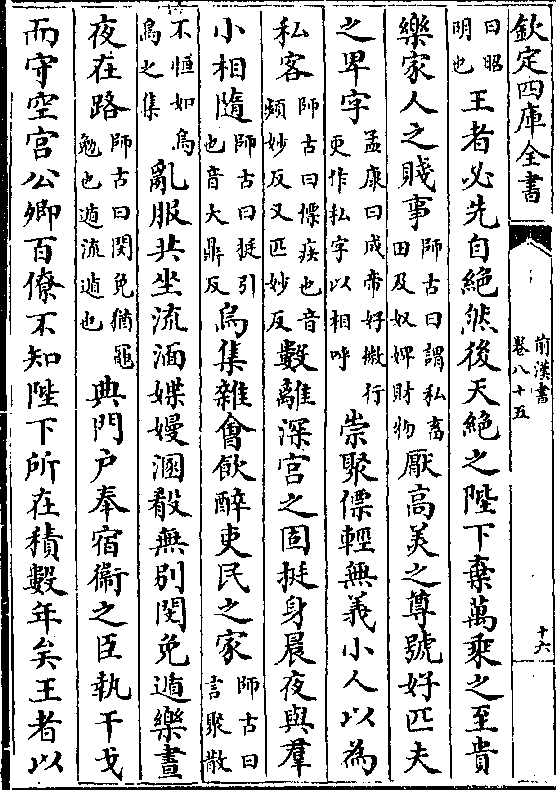 欽定四庫全書
前漢書
卷八十五
十六
曰昭明也王者必先自絶然後天絶之陛下棄萬乘之至貴
樂家人之賤事師古曰謂私畜田及奴婢財物厭髙美之尊號好匹夫
之卑字孟康曰成帝好微行更作私字以相呼崇聚僄輕無義小人以為
私客師古曰僄疾也音頻妙反又匹妙反數離深宫之固挺身晨夜與羣
小相隨師古曰挺引也音大鼎反烏集雜會飲醉吏民之家師古曰言聚散
不恒如烏鳥之集亂服共坐流湎媟嫚溷殽無别閔免遁樂晝
夜在路師古曰閔免猶黽勉也遁流遁也典門户奉宿衞之臣執干戈
而守空宫公卿百僚不知陛下所在積數年矣王者以